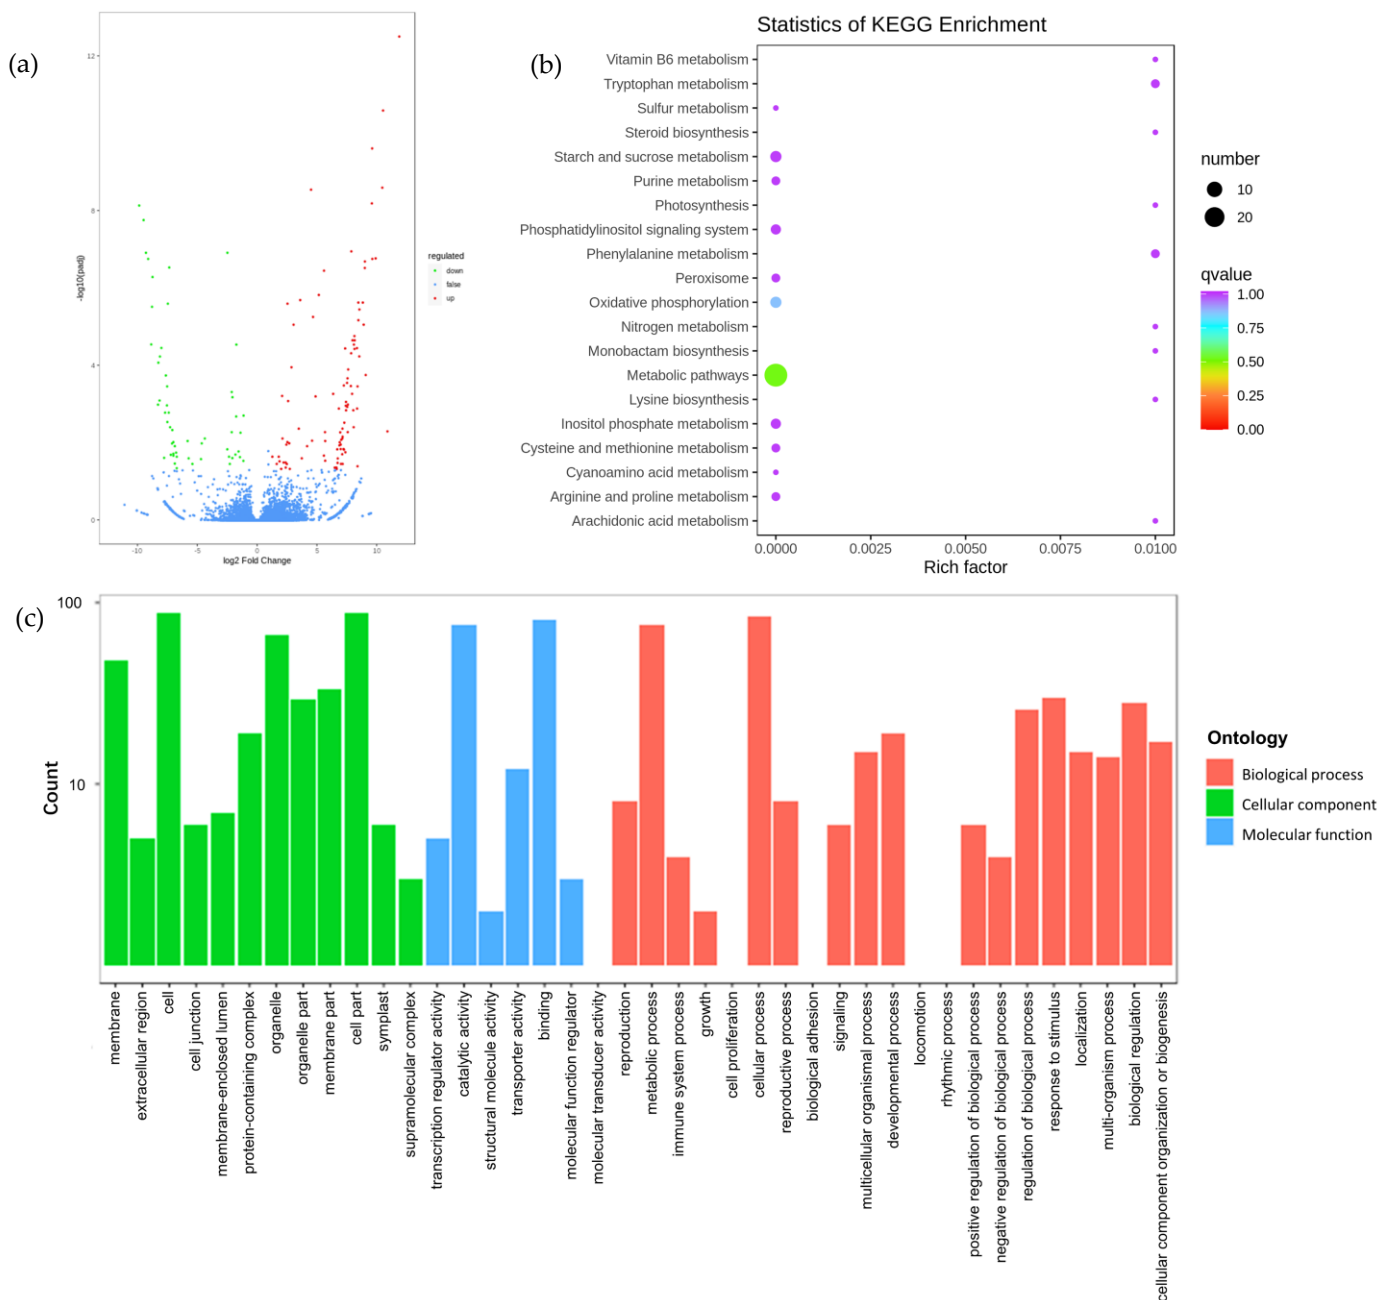 (a)
12
8
4
0
-log10(padj)
-10
-5
0
5
10
log2 Fold Change
regulated
down
false
up
(b)
Statistics of KEGG Enrichment
Vitamin B6 metabolism
Tryptophan metabolism
Sulfur metabolism
Steroid biosynthesis
Starch and sucrose metabolism
Purine metabolism
Photosynthesis
Phosphatidylinositol signaling system
Phenylalanine metabolism
Peroxisome
Oxidative phosphorylation
Nitrogen metabolism
Monobactam biosynthesis
Metabolic pathways
Lysine biosynthesis
Inositol phosphate metabolism
Cysteine and methionine metabolism
Cyanoamino acid metabolism
Arginine and proline metabolism
Arachidonic acid metabolism
0.0000
0.0025
0.0050
0.0075
0.0100
Rich factor
number
10
20
qvalue
1.00
0.75
0.50
0.25
0.00
(c)
100
10
Count
membrane
extracellular region
cell
cell junction
membrane-enclosed lumen
protein-containing complex
organelle
organelle part
membrane part
cell part
symplast
supramolecular complex
transcription regulator activity
catalytic activity
structural molecule activity
transporter activity
binding
molecular function regulator
molecular transducer activity
reproduction
metabolic process
immune system process
growth
cell proliferation
cellular process
reproductive process
biological adhesion
signaling
multicellular organismal process
developmental process
locomotion
rhythmic process
positive regulation of biological process
negative regulation of biological process
regulation of biological process
response to stimulus
localization
multi-organism process
biological regulation
cellular component organization or biogenesis
Ontology
Biological process
Cellular component
Molecular function